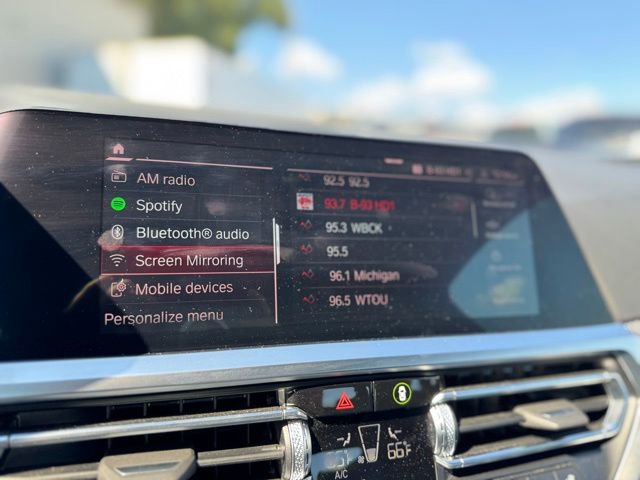 AM radio
Spotify
Bluetooth® audio
Screen Mirroring
Mobile devices
Personalize menu
92.5 92.5
93.7 B-93 HD1
95.3 WBCK
95.5
96.1 Michigan
96.5 WTOU
66°F
A/C